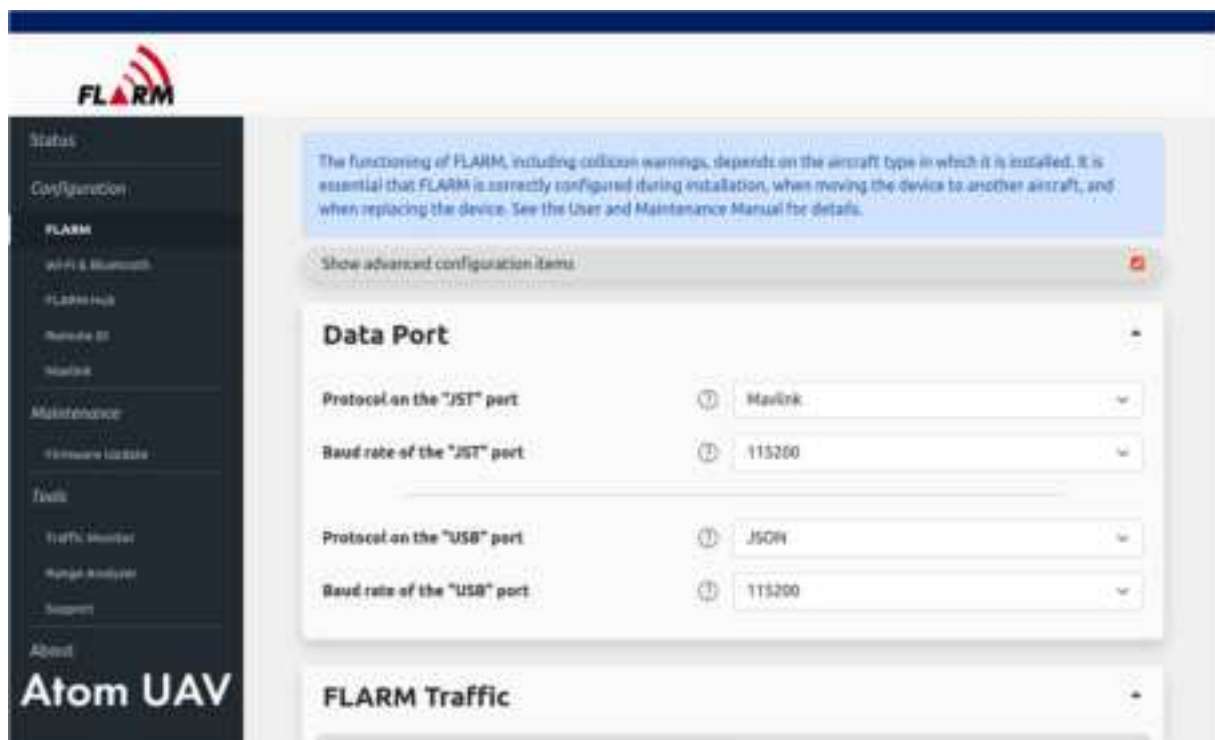 FLARM
Status
Configuration
FLARM
Wi-Fi & Bluetooth
FLARM Hub
Remote ID
Mavlink
Maintenance
Firmware Update
Tools
Traffic Monitor
Range Analyzer
Support
About
Atom UAV
The functioning of FLARM, including collision warnings, depends on the aircraft type in which it is installed. It is
essential that FLARM is correctly configured during installation, when moving the device to another aircraft, and
when replacing the device. See the User and Maintenance Manual for details.
Show advanced configuration items
Data Port
Protocol on the "JST" port
Mavlink
Baud rate of the "JST" port
115200
Protocol on the "USB" port
JSON
Baud rate of the "USB" port
115200
FLARM Traffic